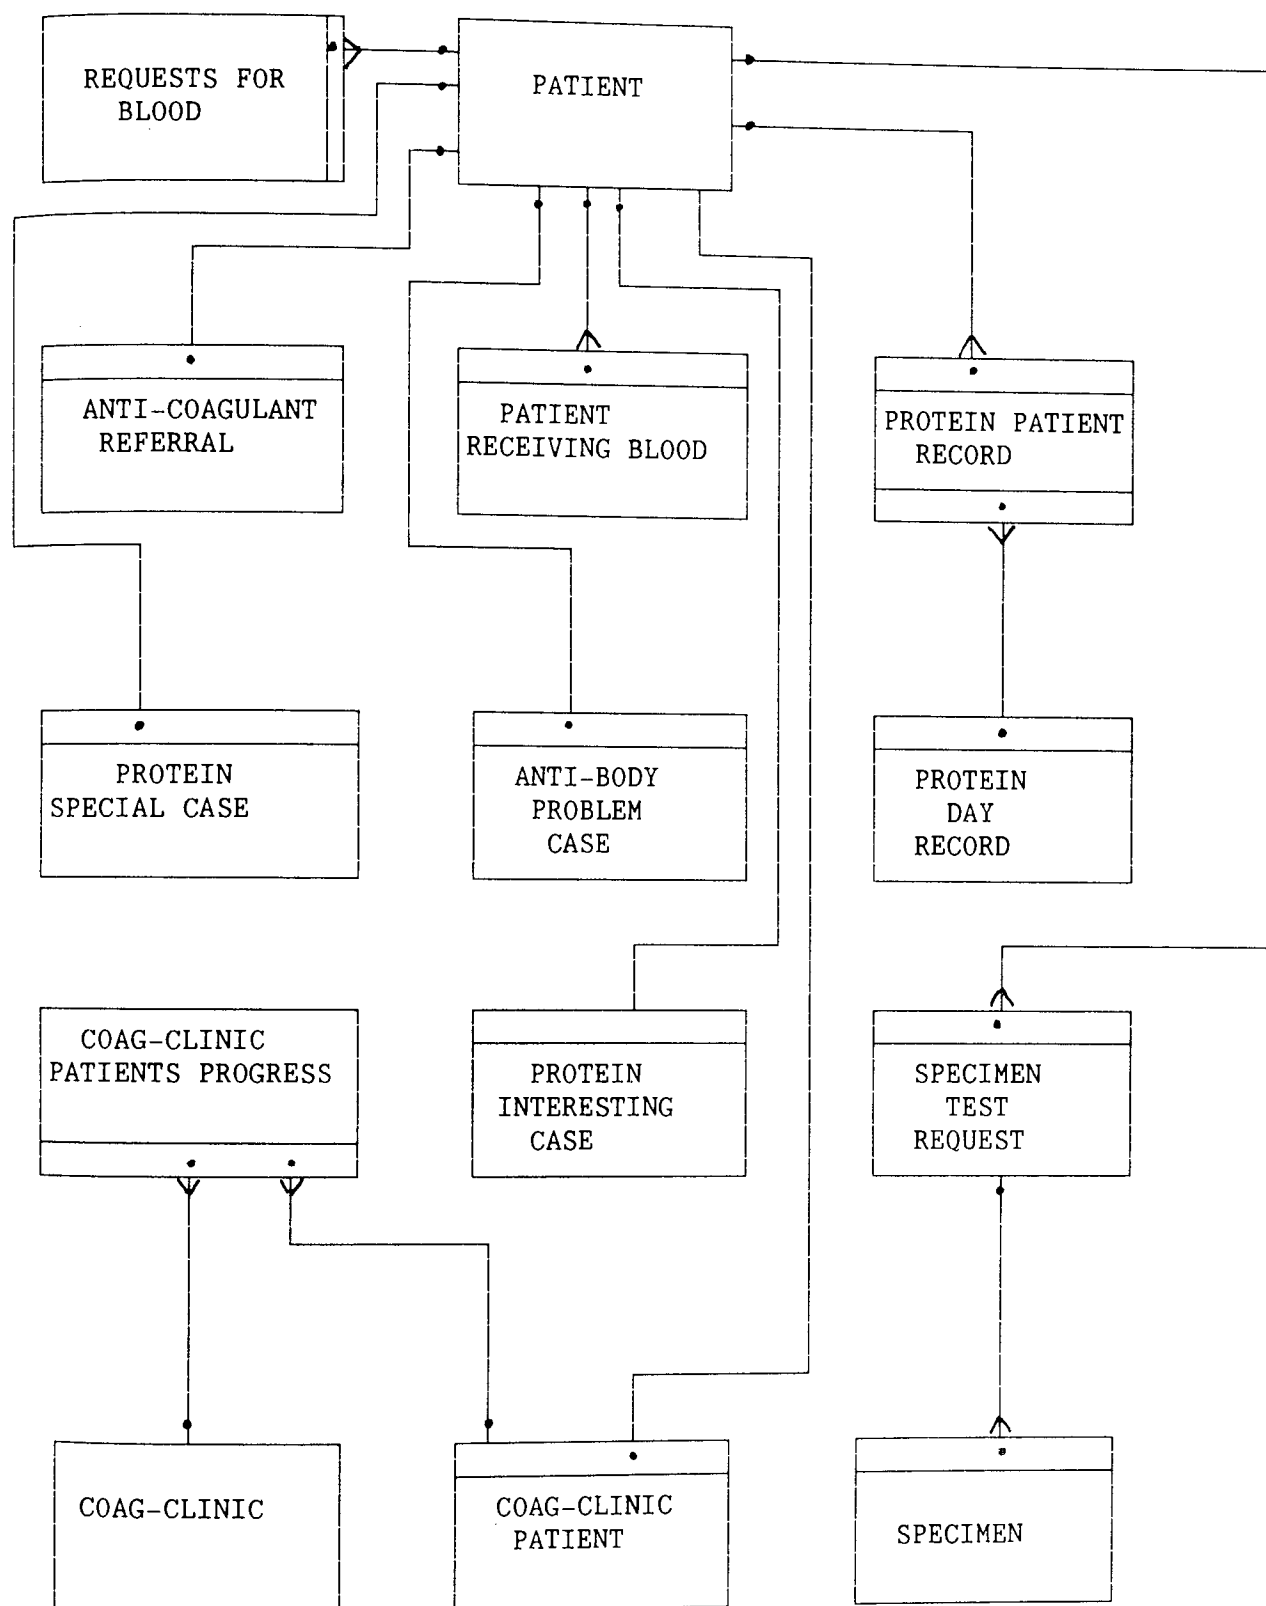 REQUESTS FOR
BLOOD
PATIENT
ANTI-COAGULANT
REFERRAL
PATIENT
RECEIVING BLOOD
PROTEIN PATIENT
RECORD
PROTEIN
SPECIAL CASE
ANTI-BODY
PROBLEM
CASE
PROTEIN
DAY
RECORD
COAG-CLINIC
PATIENTS PROGRESS
PROTEIN
INTERESTING
CASE
SPECIMEN
TEST
REQUEST
COAG-CLINIC
COAG-CLINIC
PATIENT
SPECIMEN